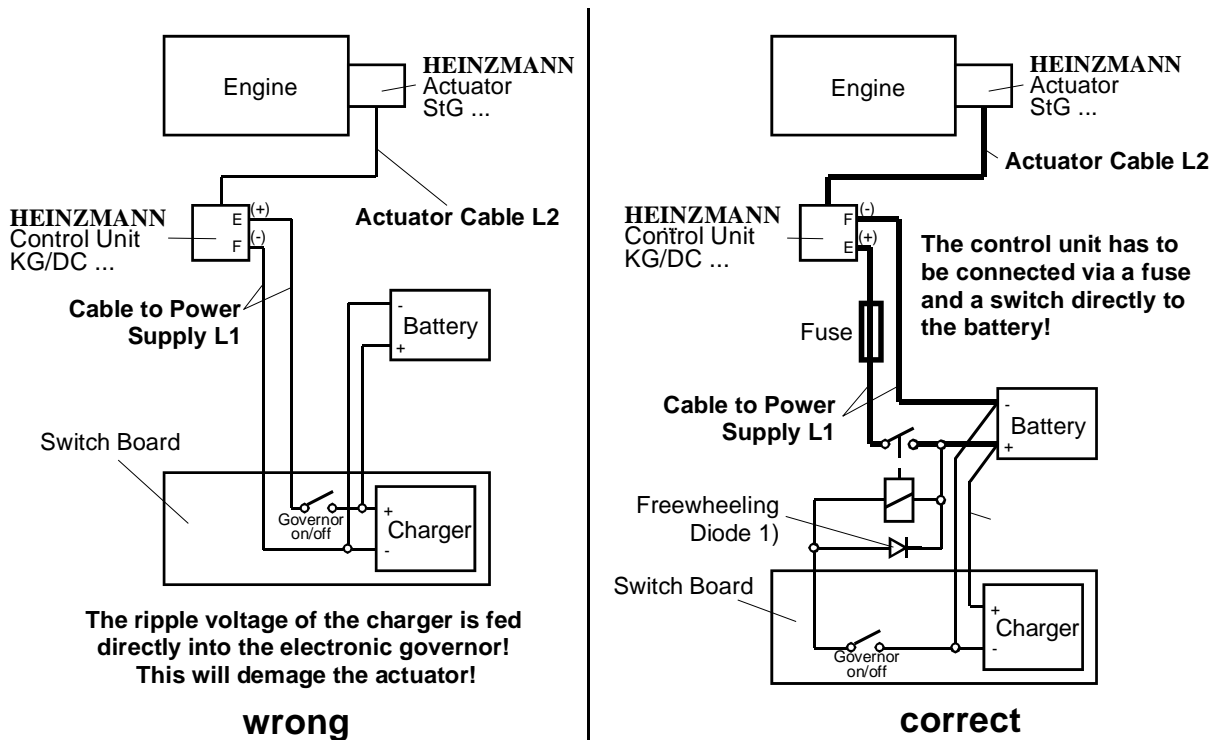 Engine
HEINZMANN
Actuator
StG ...
Actuator Cable L2
HEINZMANN
Control Unit
KG/DC ...
E (+)
F (-)
Cable to Power
Supply L1
-
Battery
+
Switch Board
Governor
on/off
+
Charger
-
The ripple voltage of the charger is fed
directly into the electronic governor!
This will demage the actuator!
wrong
Engine
HEINZMANN
Actuator
StG ...
Actuator Cable L2
HEINZMANN
Control Unit
KG/DC ...
F (-)
E (+)
The control unit has to
be connected via a fuse
and a switch directly to
the battery!
Fuse
Cable to Power
Supply L1
-
Battery
+
Freewheeling
Diode 1)
Switch Board
Governor
on/off
+
Charger
-
correct